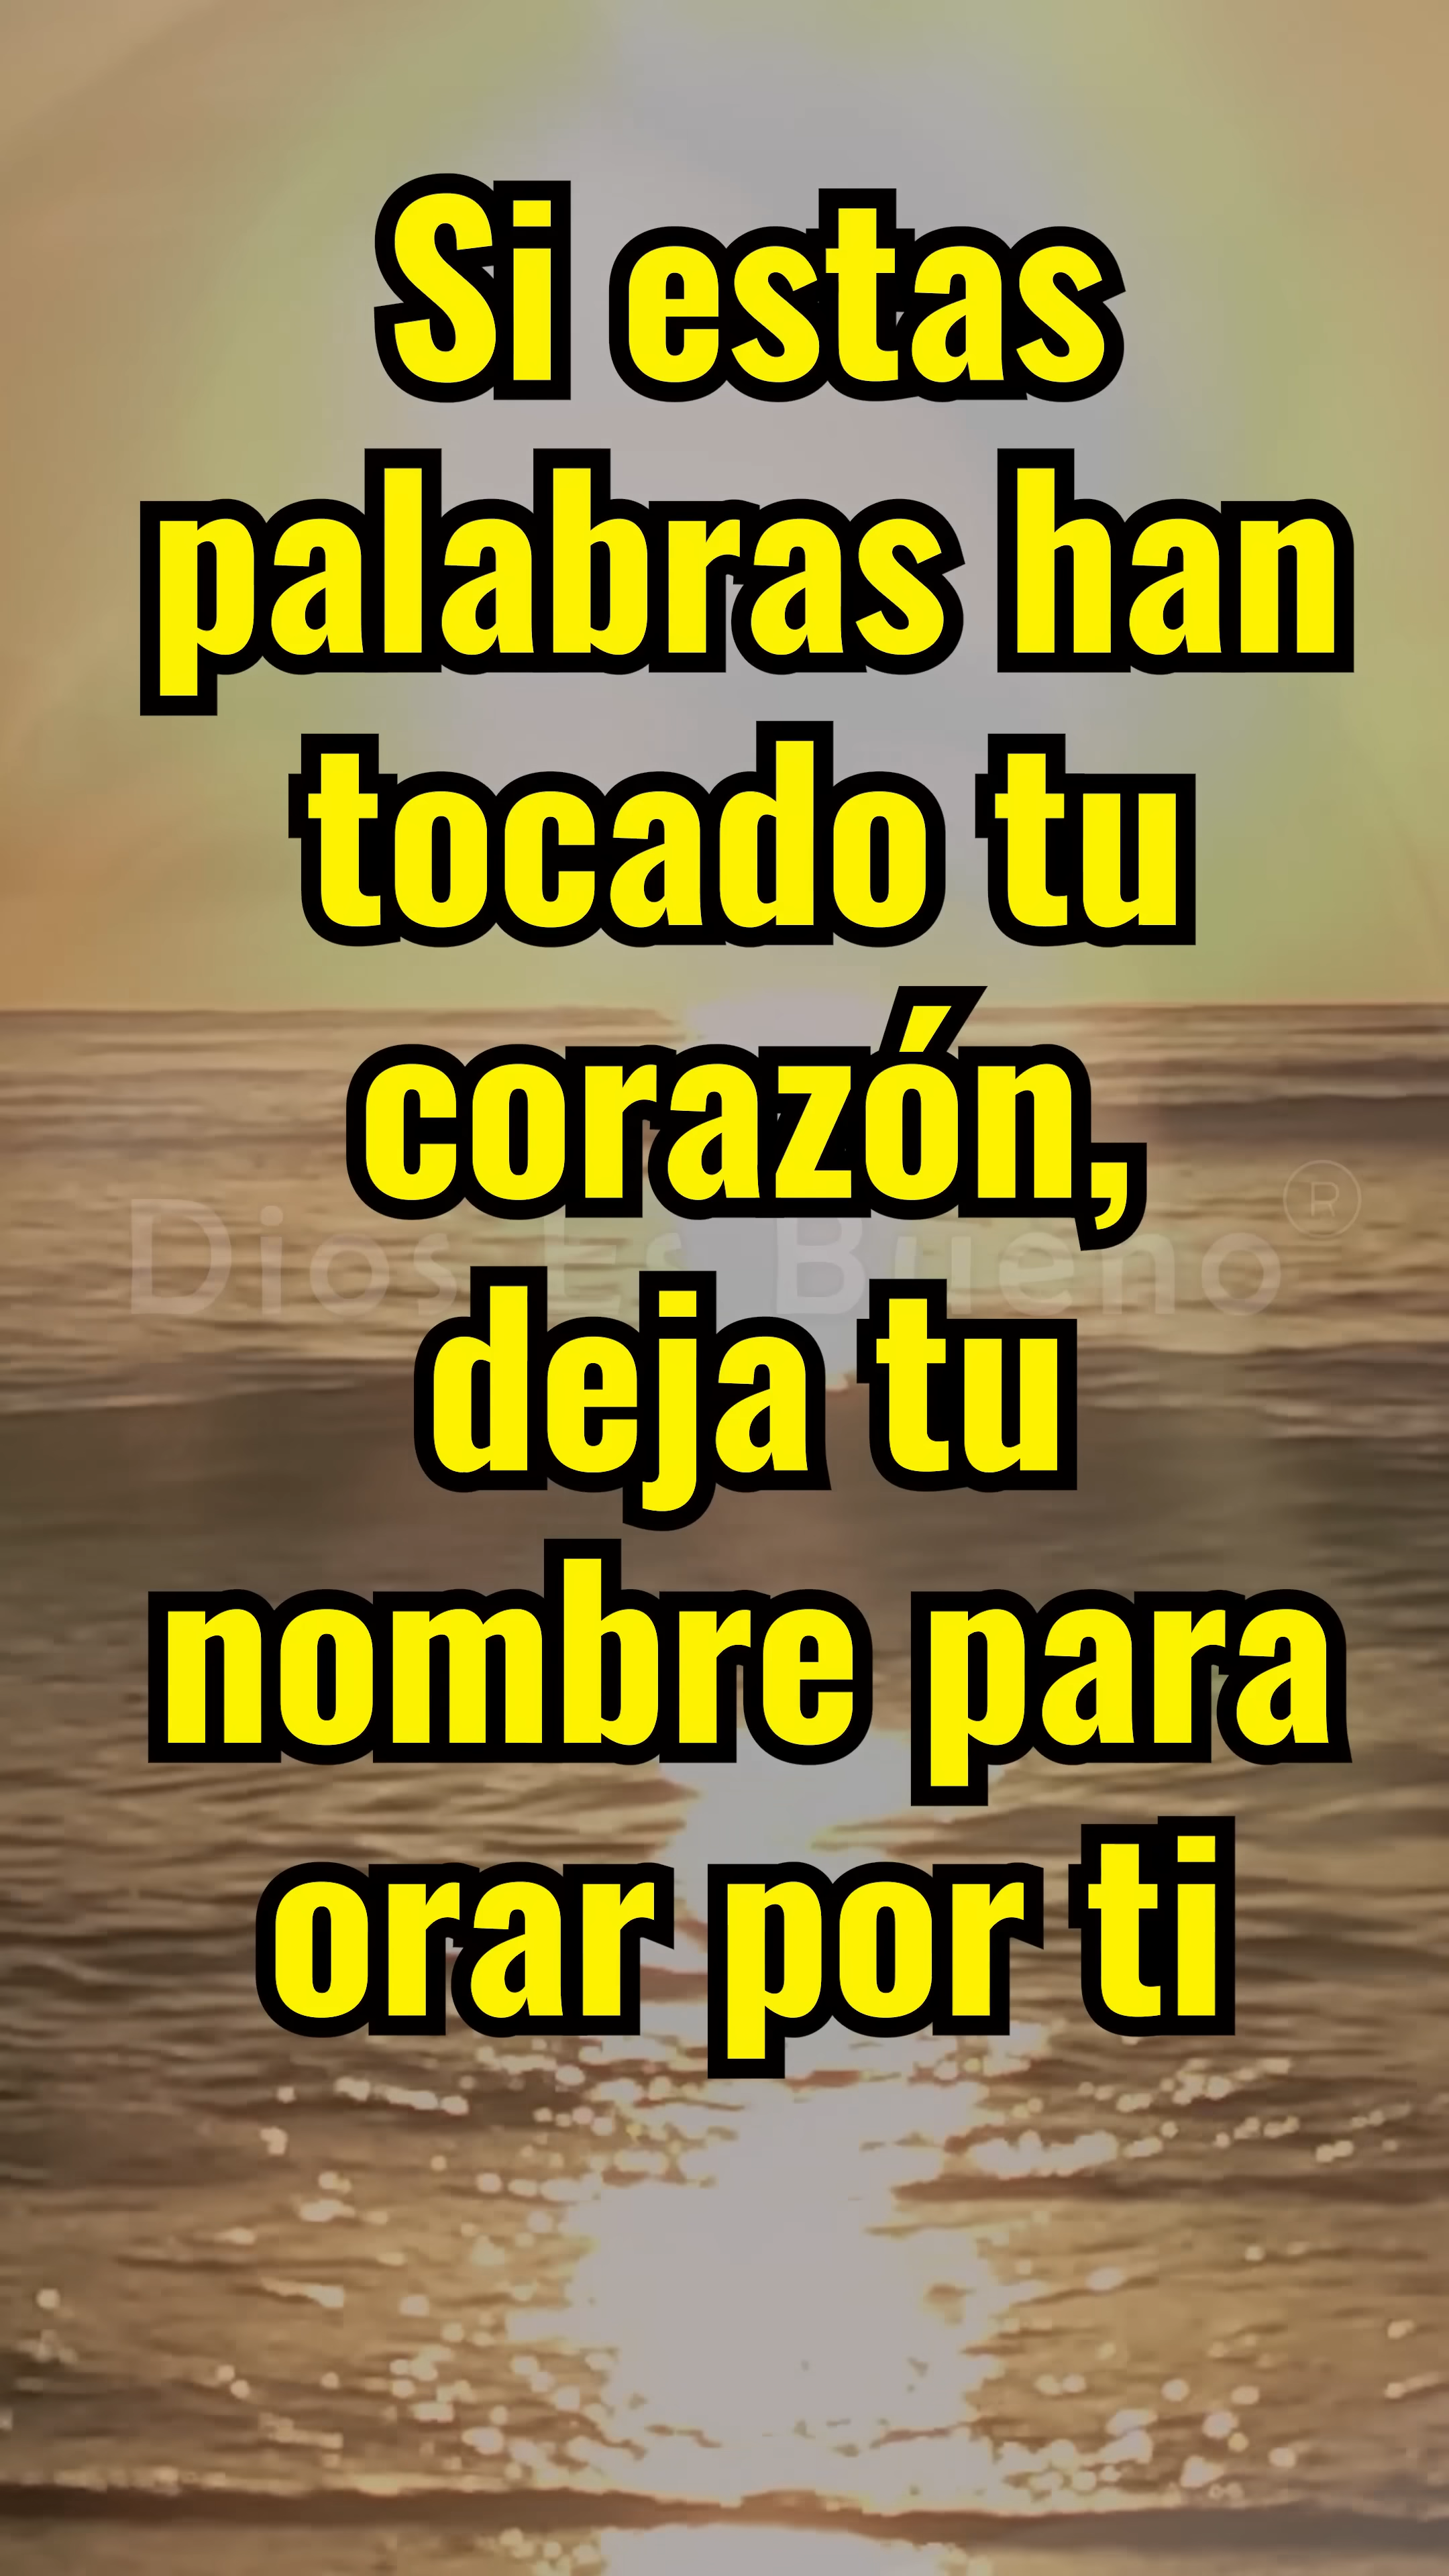 Si estas
palabras han
tocado tu
corazón,
Dios Es Bueno ®
deja tu
nombre para
orar por ti